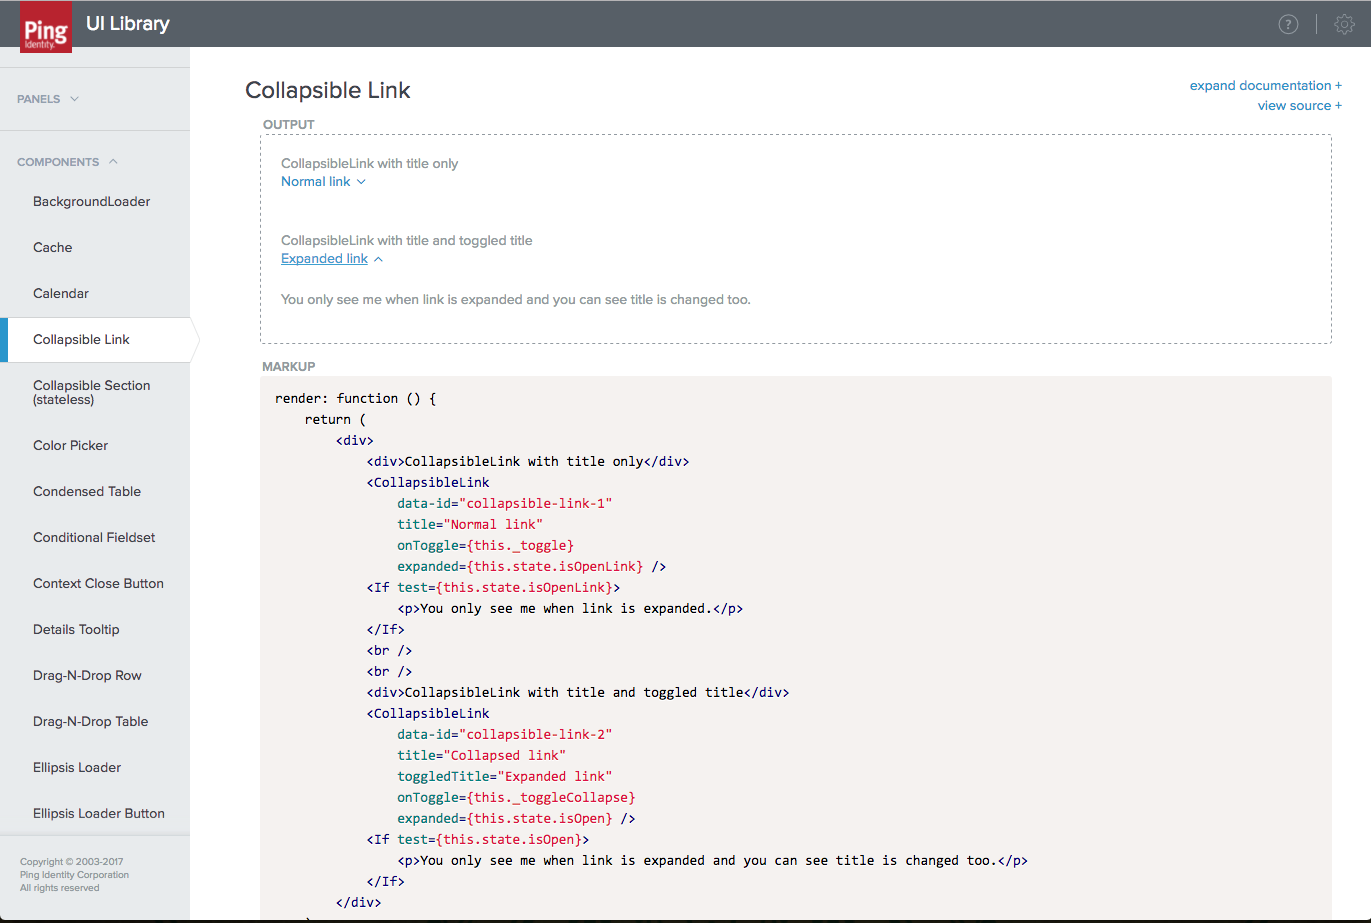 Ping
Identity.
UI Library
?
PANELS
COMPONENTS
BackgroundLoader
Cache
Calendar
Collapsible Link
Collapsible Section
(stateless)
Color Picker
Condensed Table
Conditional Fieldset
Context Close Button
Details Tooltip
Drag-N-Drop Row
Drag-N-Drop Table
Ellipsis Loader
Ellipsis Loader Button
Copyright © 2003-2017
Ping Identity Corporation
All rights reserved
Collapsible Link
expand documentation +
view source +
OUTPUT
CollapsibleLink with title only
Normal link
CollapsibleLink with title and toggled title
Expanded link
You only see me when link is expanded and you can see title is changed too.
MARKUP
render: function () {
    return (
        <div>
            <div>CollapsibleLink with title only</div>
            <CollapsibleLink
                data-id="collapsible-link-1"
                title="Normal link"
                onToggle={this._toggle}
                expanded={this.state.isOpenLink} />
            <If test={this.state.isOpenLink}>
                <p>You only see me when link is expanded.</p>
            </If>
            <br />
            <br />
            <div>CollapsibleLink with title and toggled title</div>
            <CollapsibleLink
                data-id="collapsible-link-2"
                title="Collapsed link"
                toggledTitle="Expanded link"
                onToggle={this._toggleCollapse}
                expanded={this.state.isOpen} />
            <If test={this.state.isOpen}>
                <p>You only see me when link is expanded and you can see title is changed too.</p>
            </If>
        </div>